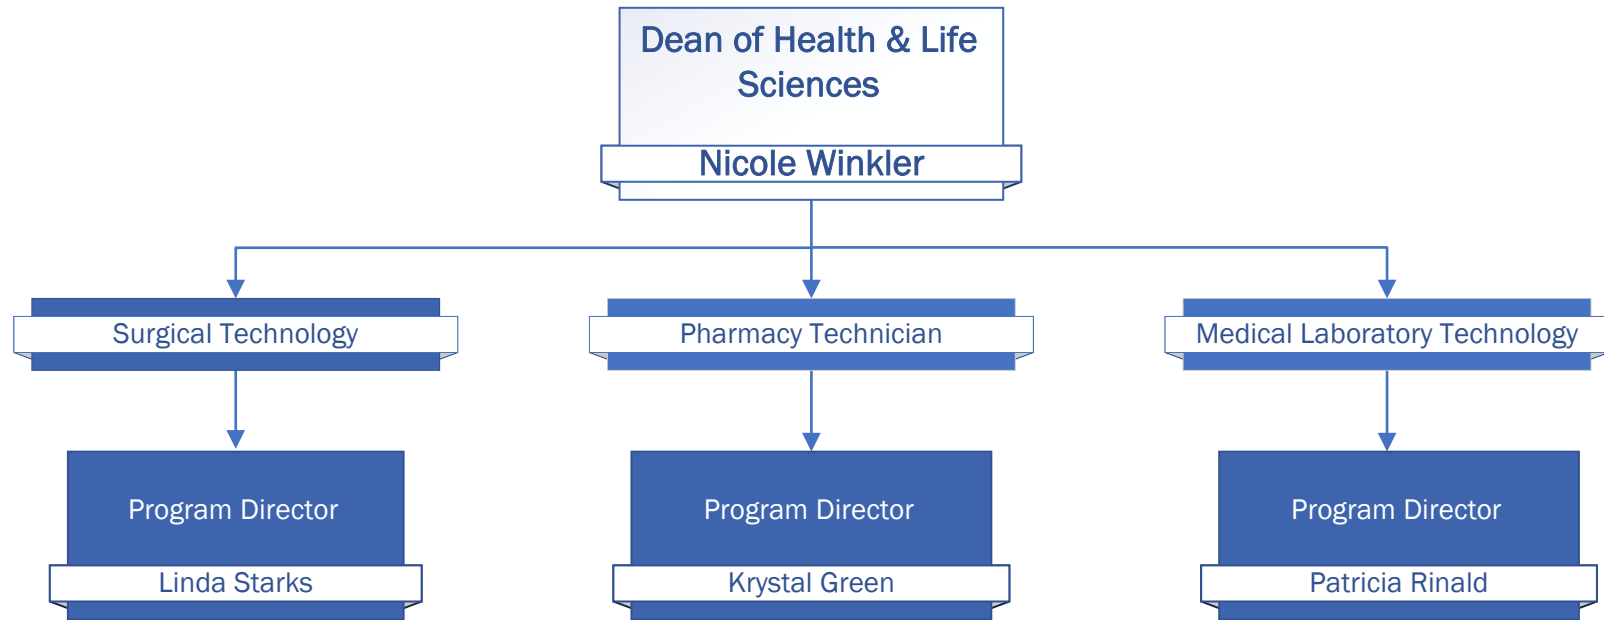 Dean of Health & Life
Sciences
Nicole Winkler
Surgical Technology
Pharmacy Technician
Medical Laboratory Technology
Program Director
Program Director
Program Director
Linda Starks
Krystal Green
Patricia Rinald